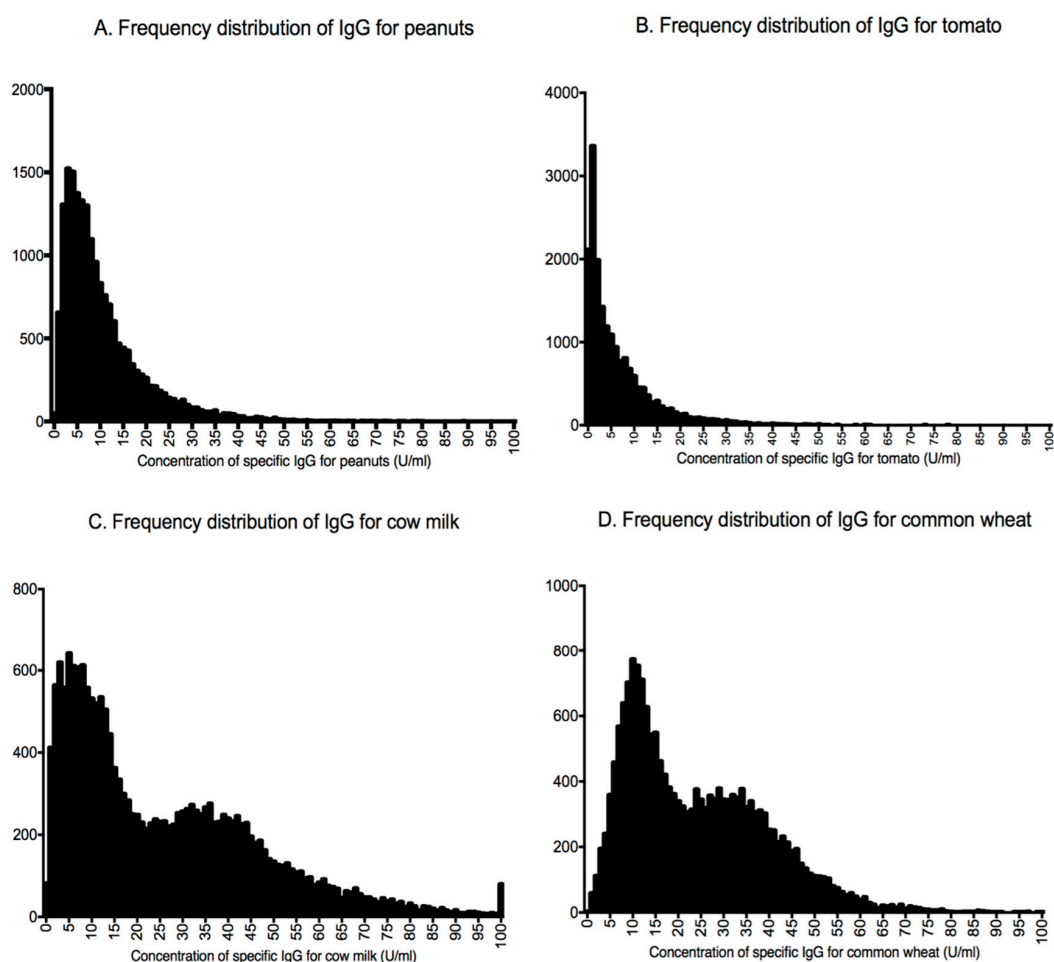 A. Frequency distribution of IgG for peanuts
2000
1500
1000
500
0
0 5 10 15 20 25 30 35 40 45 50 55 60 65 70 75 80 85 90 95 100
Concentration of specific IgG for peanuts (U/ml)
B. Frequency distribution of IgG for tomato
4000
3000
2000
1000
0
0 5 10 15 20 25 30 35 40 45 50 55 60 65 70 75 80 85 90 95 100
Concentration of specific IgG for tomato (U/ml)
C. Frequency distribution of IgG for cow milk
800
600
400
200
0
0 5 10 15 20 25 30 35 40 45 50 55 60 65 70 75 80 85 90 95 100
Concentration of specific IgG for cow milk (U/ml)
D. Frequency distribution of IgG for common wheat
1000
800
600
400
200
0
0 5 10 15 20 25 30 35 40 45 50 55 60 65 70 75 80 85 90 95 100
Concentration of specific IgG for common wheat (U/ml)